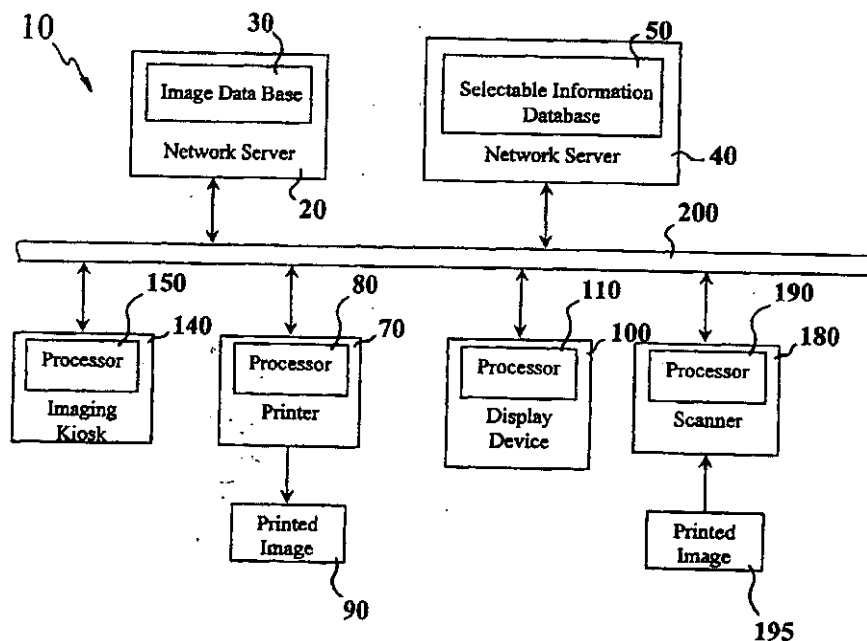 10
30
Image Data Base
Network Server
20
50
Selectable Information
Database
Network Server
40
200
150
140
Processor
Imaging
Kiosk
80
70
Processor
Printer
110
100
Processor
Display
Device
190
180
Processor
Scanner
Printed
Image
90
Printed
Image
195